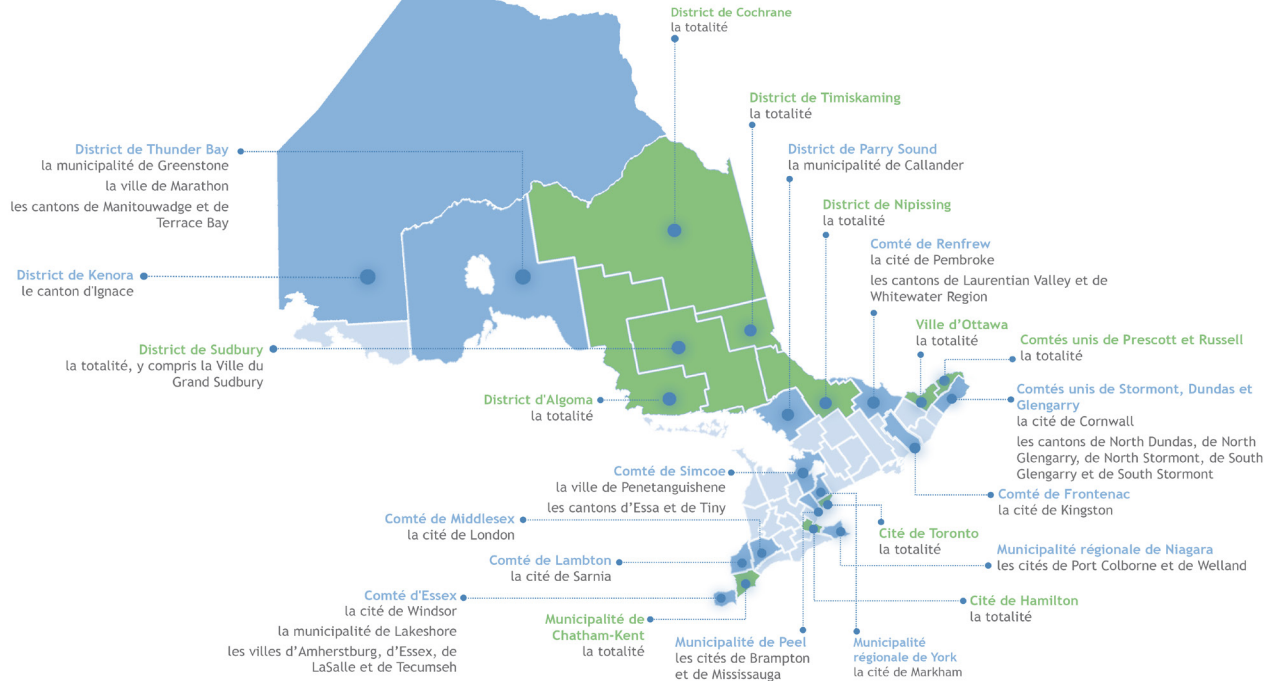 District de Cochrane
la totalité
District de Timiskaming
la totalité
District de Thunder Bay
la municipalité de Greenstone
la ville de Marathon
les cantons de Manitouwadge et de
Terrace Bay
District de Parry Sound
la municipalité de Callander
District de Nipissing
la totalité
Comté de Renfrew
la cité de Pembroke
les cantons de Laurentian Valley et de
Whitewater Region
District de Kenora
le canton d'Ignace
Ville d'Ottawa
la totalité
Comtés unis de Prescott et Russell
la totalité
District de Sudbury
la totalité, y compris la Ville du
Grand Sudbury
District d'Algoma
la totalité
Comtés unis de Stormont, Dundas et
Glengarry
la cité de Cornwall
les cantons de North Dundas, de North
Glengarry, de North Stormont, de South
Glengarry et de South Stormont
Comté de Simcoe
la ville de Penetanguishene
les cantons d'Essa et de Tiny
Comté de Frontenac
la cité de Kingston
Comté de Middlesex
la cité de London
Cité de Toronto
la totalité
Comté de Lambton
la cité de Sarnia
Municipalité régionale de Niagara
les cités de Port Colborne et de Welland
Comté d'Essex
la cité de Windsor
la municipalité de Lakeshore
les villes d'Amherstburg, d'Essex, de
LaSalle et de Tecumseh
Municipalité de
Chatham-Kent
la totalité
Cité de Hamilton
la totalité
Municipalité de Peel
les cités de Brampton
et de Mississauga
Municipalité
régionale de York
la cité de Markham